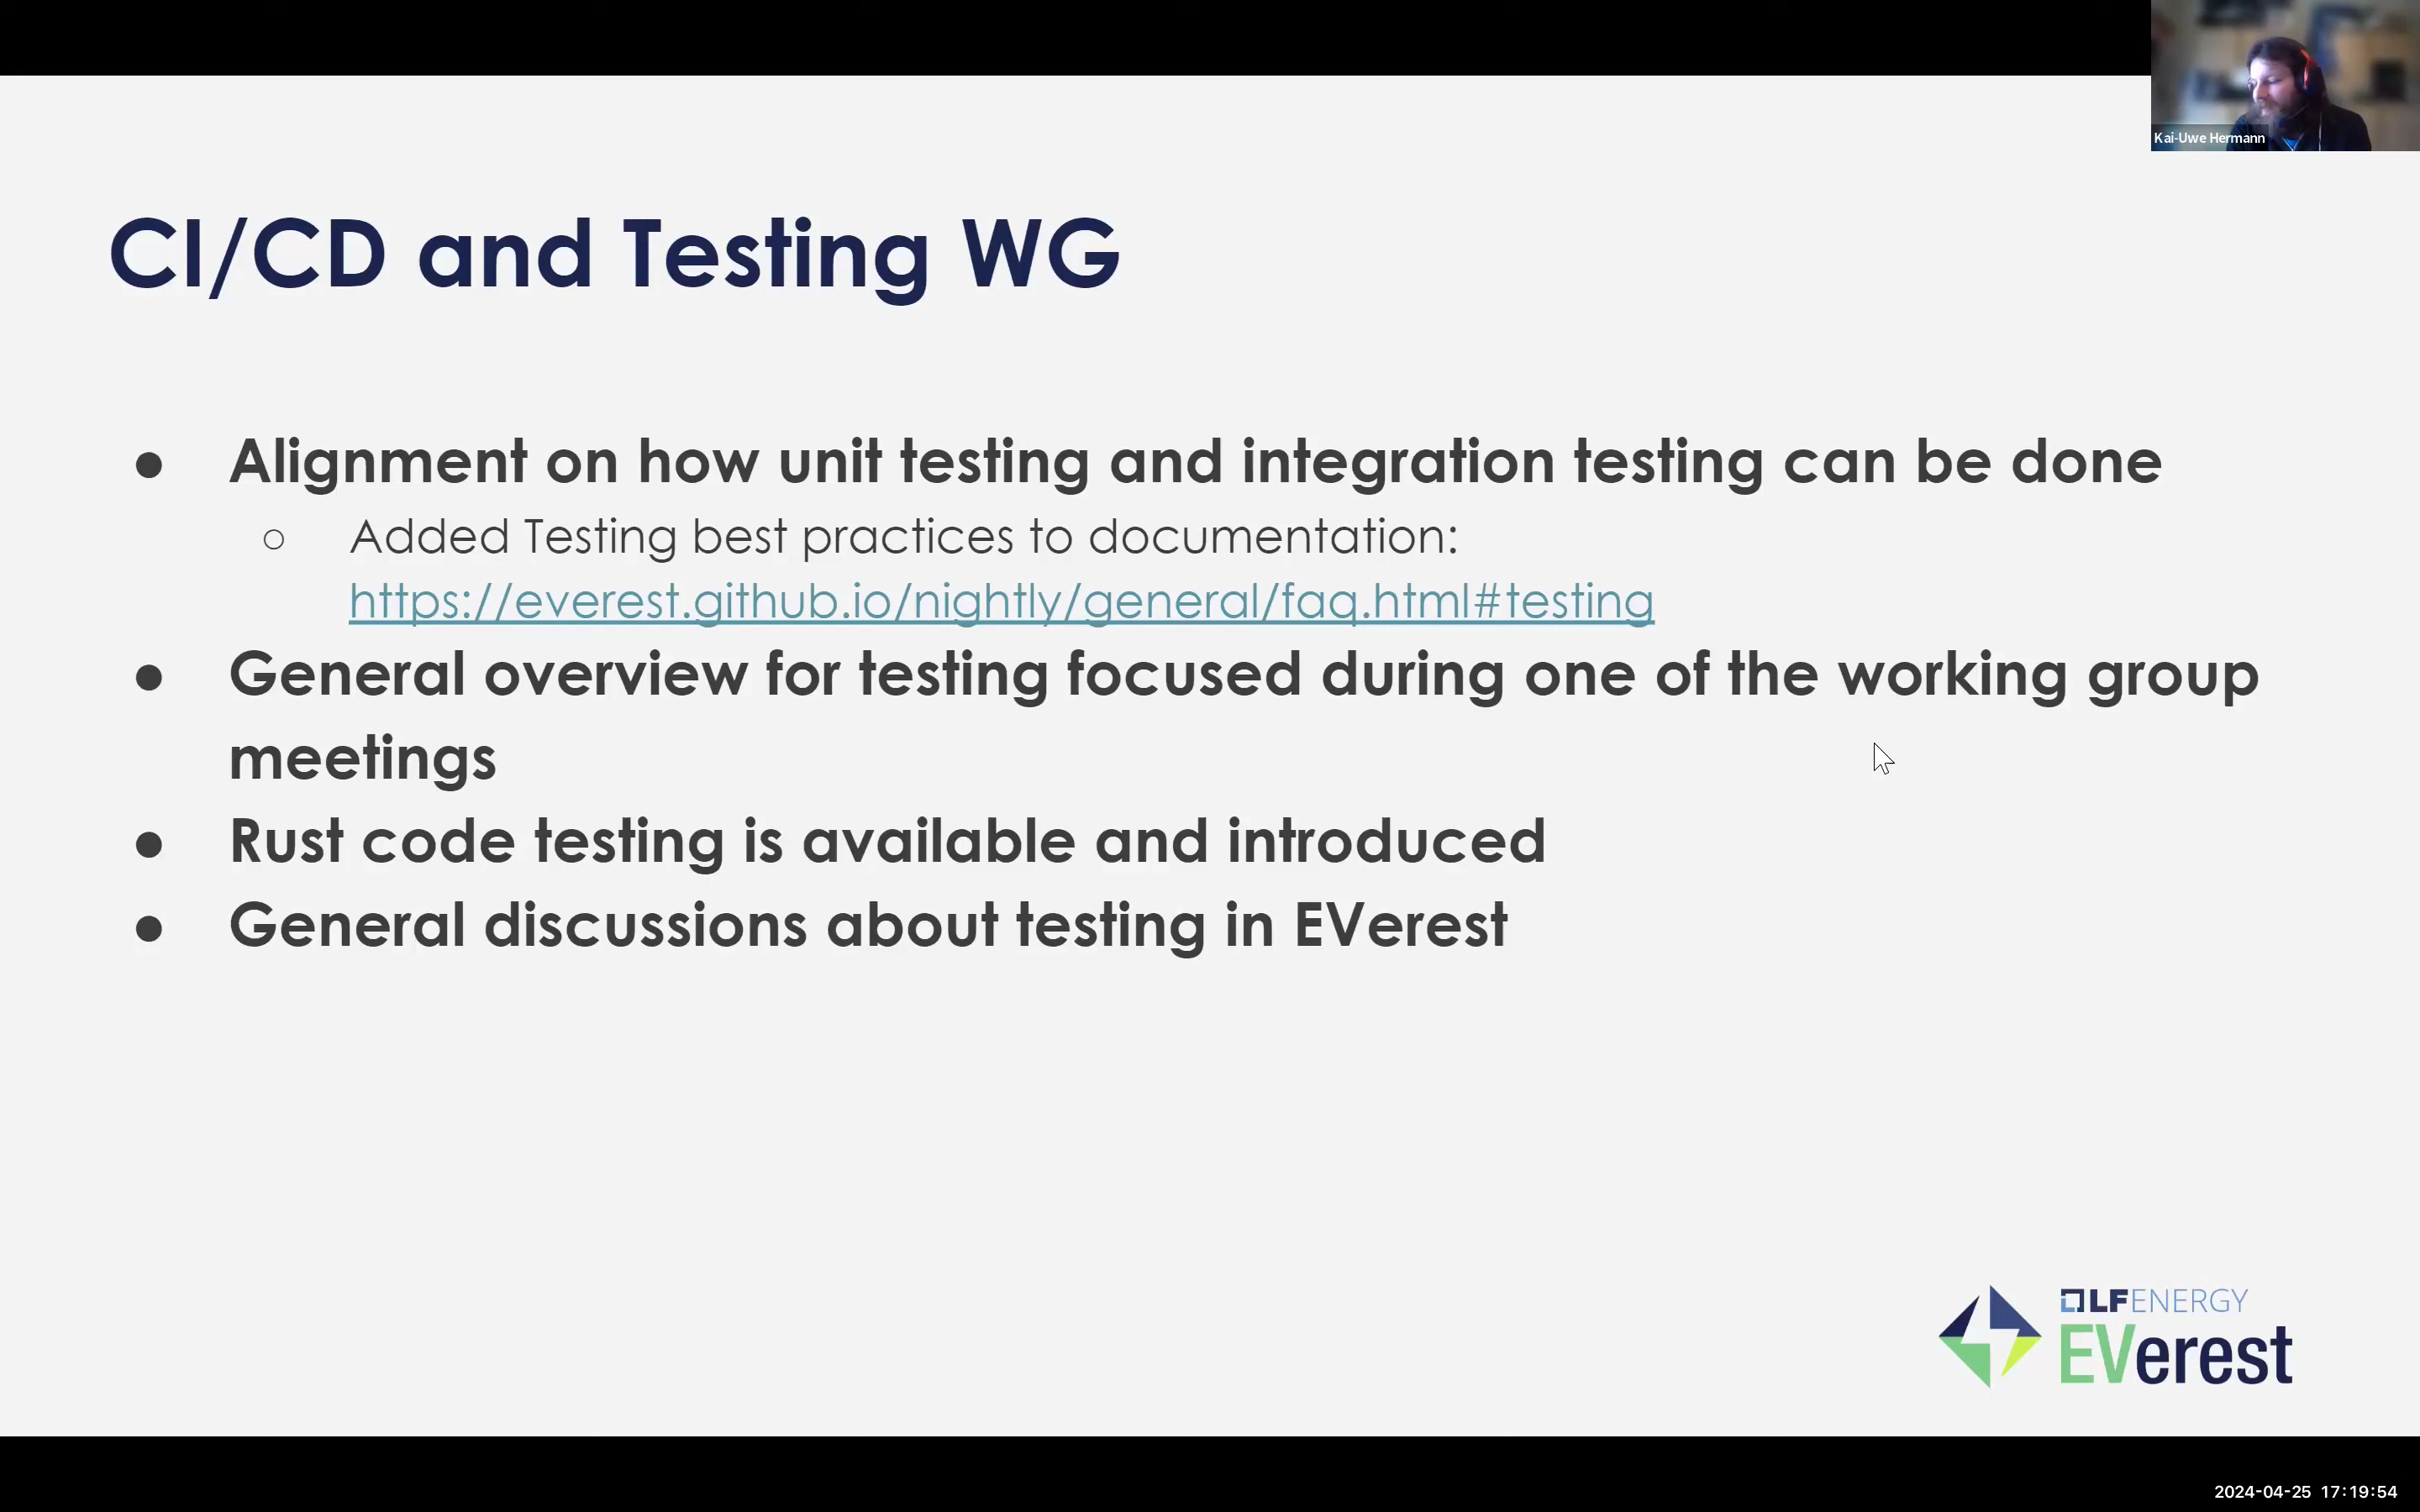 Kai-Uwe Hermann
CI/CD and Testing WG
● Alignment on how unit testing and integration testing can be done
○ Added Testing best practices to documentation:
https://everest.github.io/nightly/general/faq.html#testing
● General overview for testing focused during one of the working group
meetings
● Rust code testing is available and introduced
● General discussions about testing in EVerest
LFENERGY
EVerest
2024-04-25 17:19:54